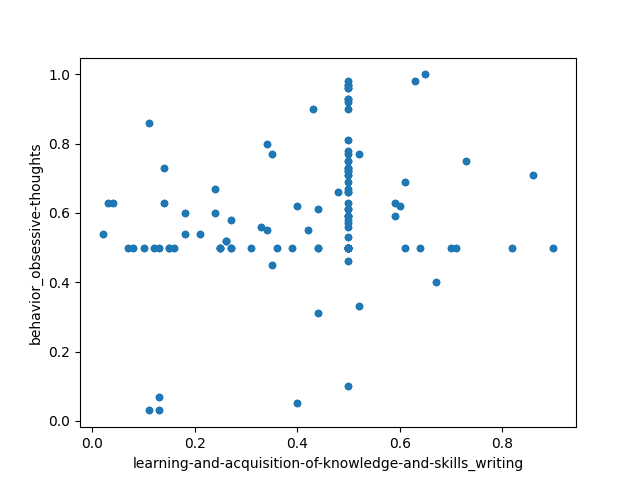 1.0
0.8
0.6
0.4
0.2
0.0
behavior_obsessive-thoughts
0.0 0.2 0.4 0.6 0.8
learning-and-acquisition-of-knowledge-and-skills_writing